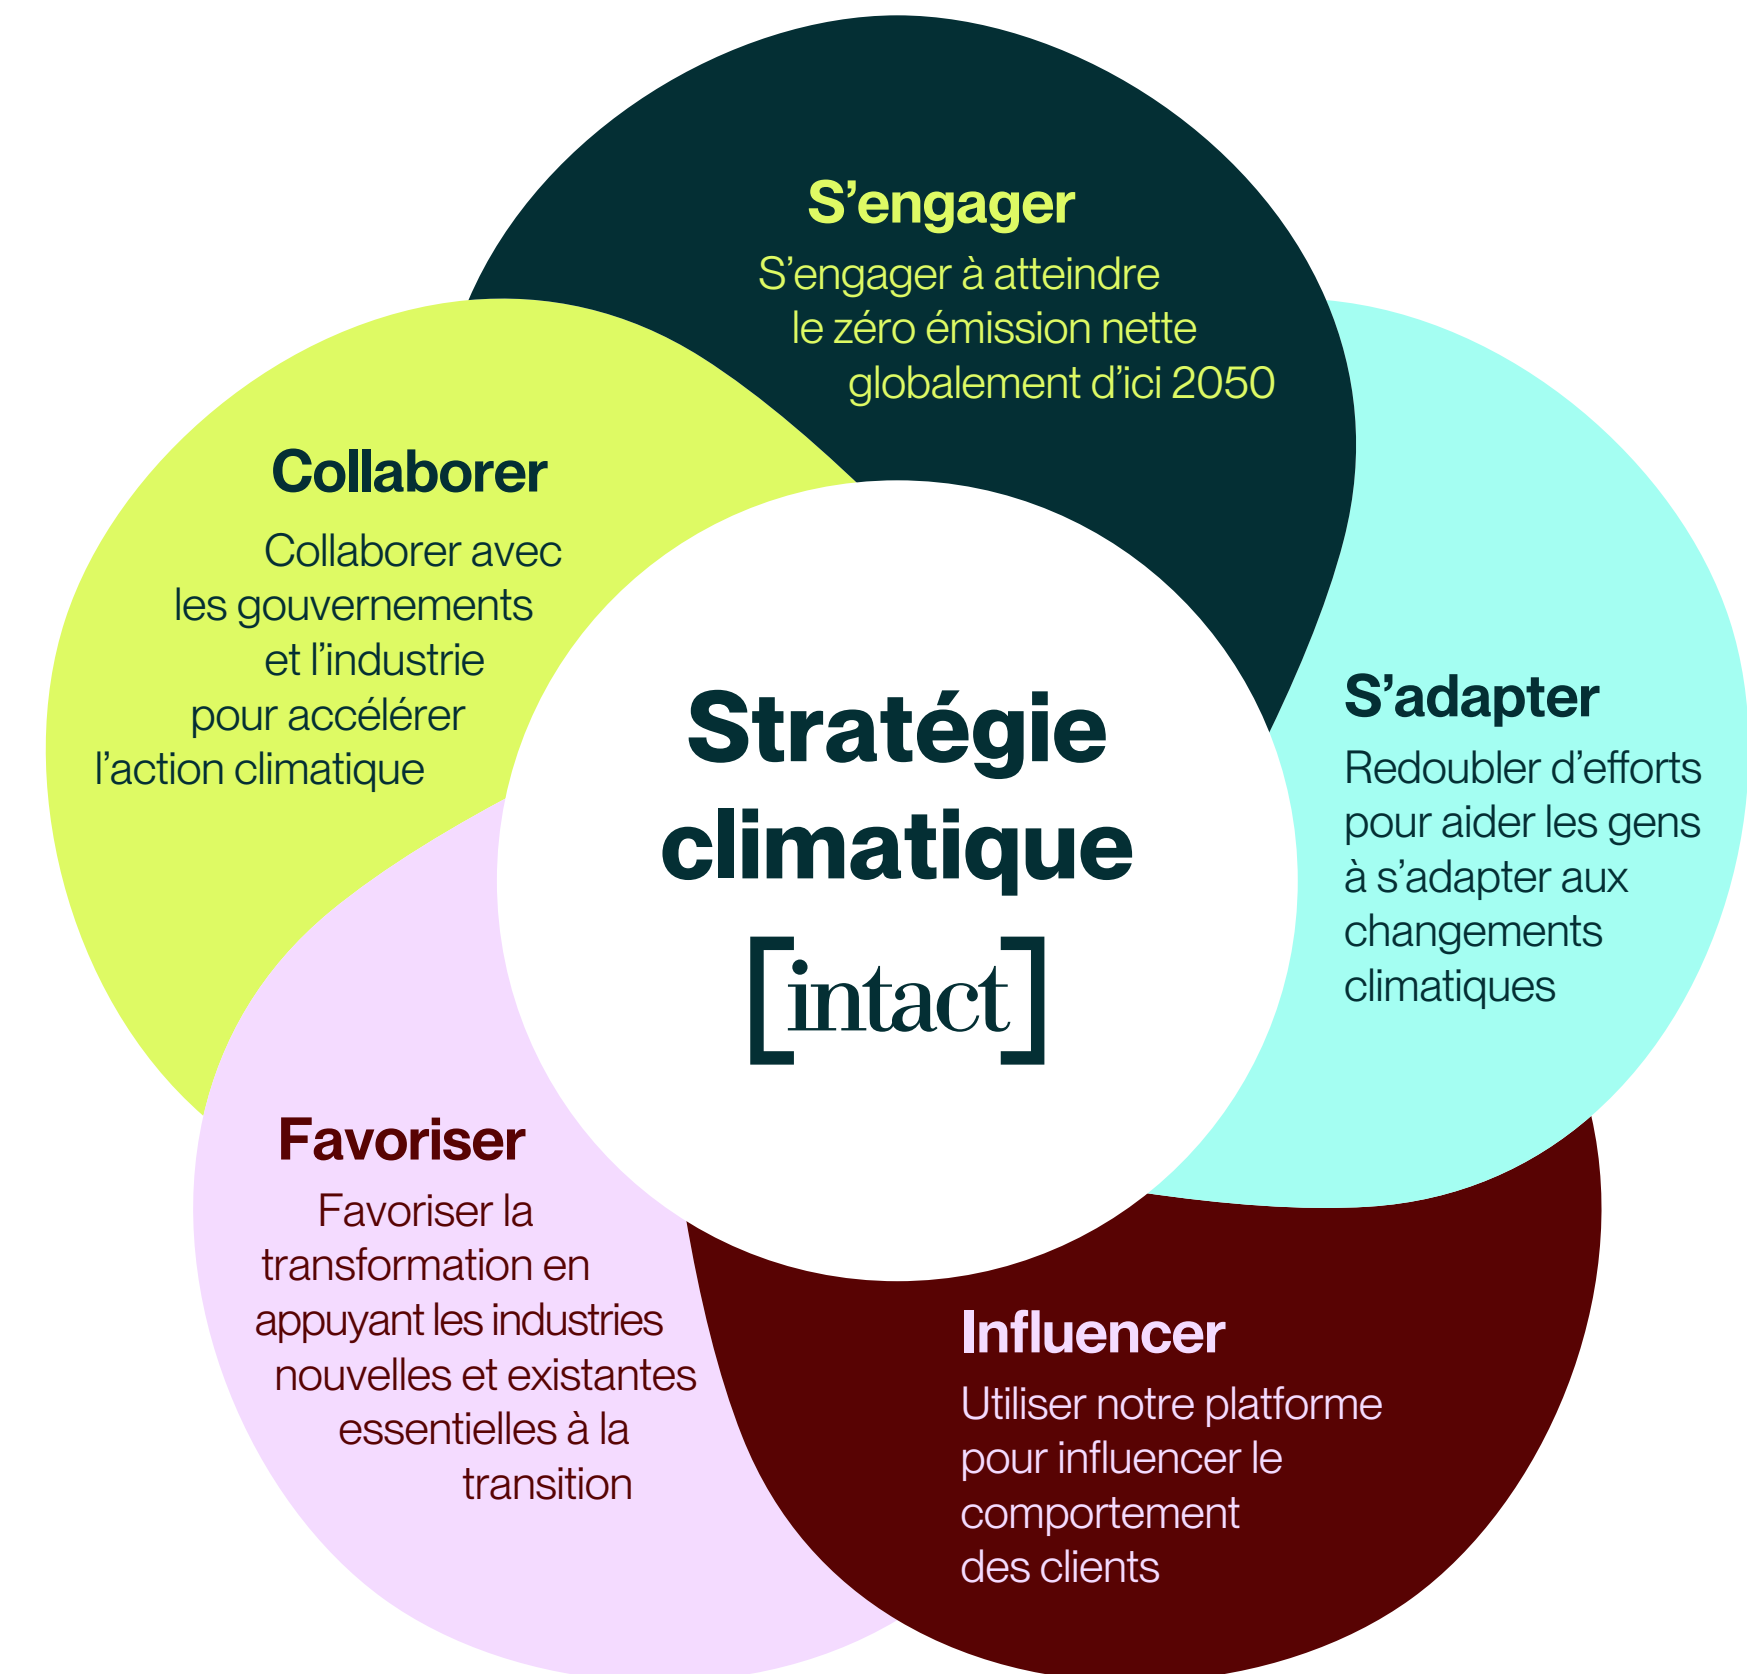 S’engager
S’engager à atteindre
le zéro émission nette
globalement d’ici 2050
S’adapter
Redoubler d’efforts
pour aider les gens
à s’adapter aux
changements
climatiques
Influencer
Utiliser notre platforme
pour influencer le
comportement
des clients
Favoriser
Favoriser la
transformation en
appuyant les industries
nouvelles et existantes
essentielles à la
transition
Collaborer
Collaborer avec
les gouvernements
et l’industrie
pour accélérer
l’action climatique
Stratégie
climatique
[intact]